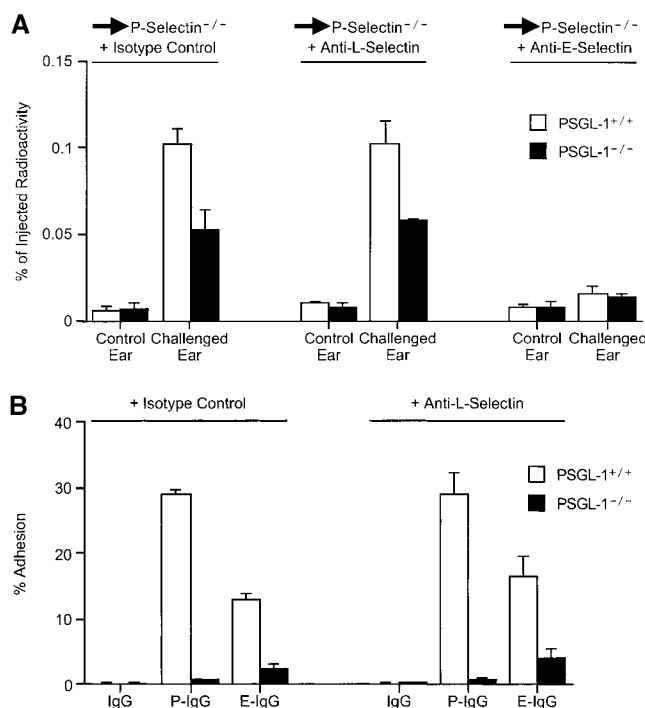 A
P-Selectin−/− P-Selectin−/− P-Selectin−/−
+ Isotype Control + Anti-L-Selectin + Anti-E-Selectin
% of Injected Radioactivity
0.15
0.1
0.05
0
PSGL-1+/+
PSGL-1−/−
Control Ear Challenged Ear Control Ear Challenged Ear Control Ear Challenged Ear
B
+ Isotype Control + Anti-L-Selectin
% Adhesion
40
30
20
10
0
PSGL-1+/+
PSGL-1−/−
IgG P-IgG E-IgG IgG P-IgG E-IgG